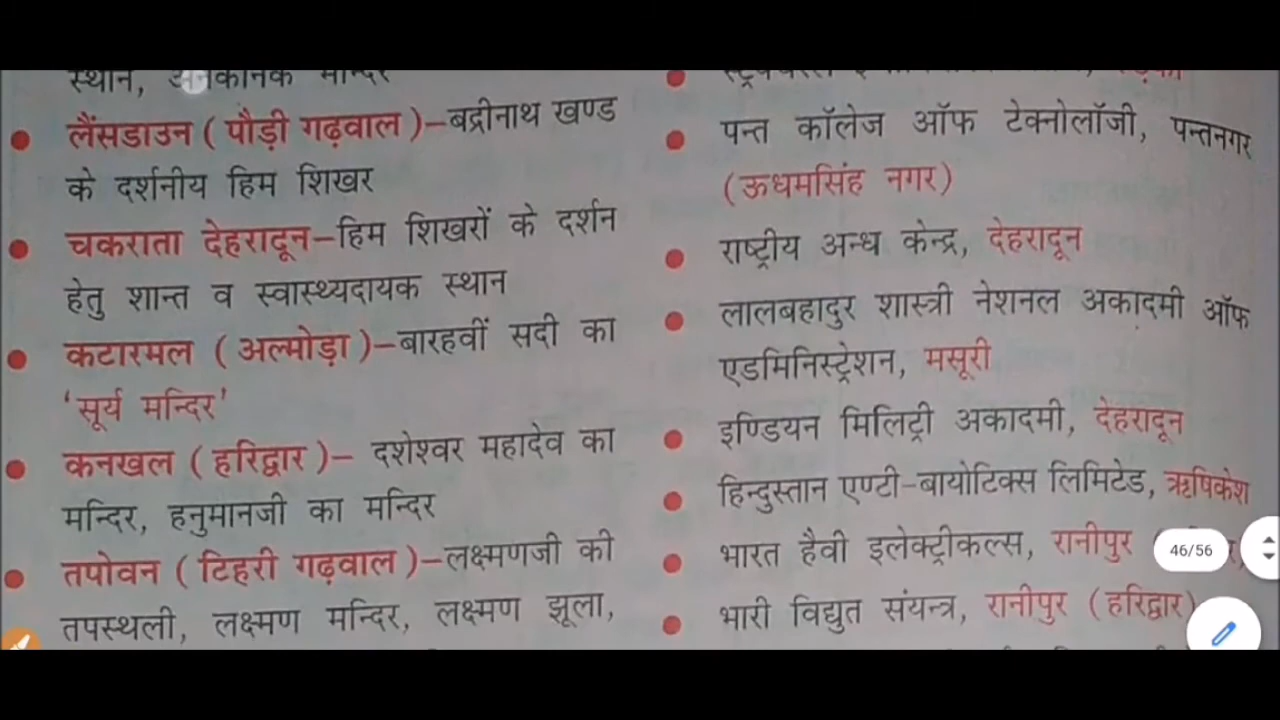 स्थान,
लैंसडाउन ( पौड़ी गढ़वाल )–बद्रीनाथ खण्ड
के दर्शनीय हिम शिखर
चकराता देहरादून–हिम शिखरों के दर्शन
हेतु शान्त व स्वास्थ्यदायक स्थान
कटारमल ( अल्मोड़ा )–बारहवीं सदी का
'सूर्य मन्दिर'
कनखल ( हरिद्वार )– दशेश्वर महादेव का
मन्दिर, हनुमानजी का मन्दिर
तपोवन ( टिहरी गढ़वाल )–लक्ष्मणजी की
तपस्थली, लक्ष्मण मन्दिर, लक्ष्मण झूला,
पन्त कॉलेज ऑफ टेक्नोलॉजी, पन्तनगर
(ऊधमसिंह नगर)
राष्ट्रीय अन्ध केन्द्र, देहरादून
लालबहादुर शास्त्री नेशनल अकादमी ऑफ
एडमिनिस्ट्रेशन, मसूरी
इण्डियन मिलिट्री अकादमी, देहरादून
हिन्दुस्तान एण्टी-बायोटिक्स लिमिटेड, ऋषिकेश
भारत हैवी इलेक्ट्रीकल्स, रानीपुर
भारी विद्युत संयन्त्र, रानीपुर (हरिद्वार)
46/56